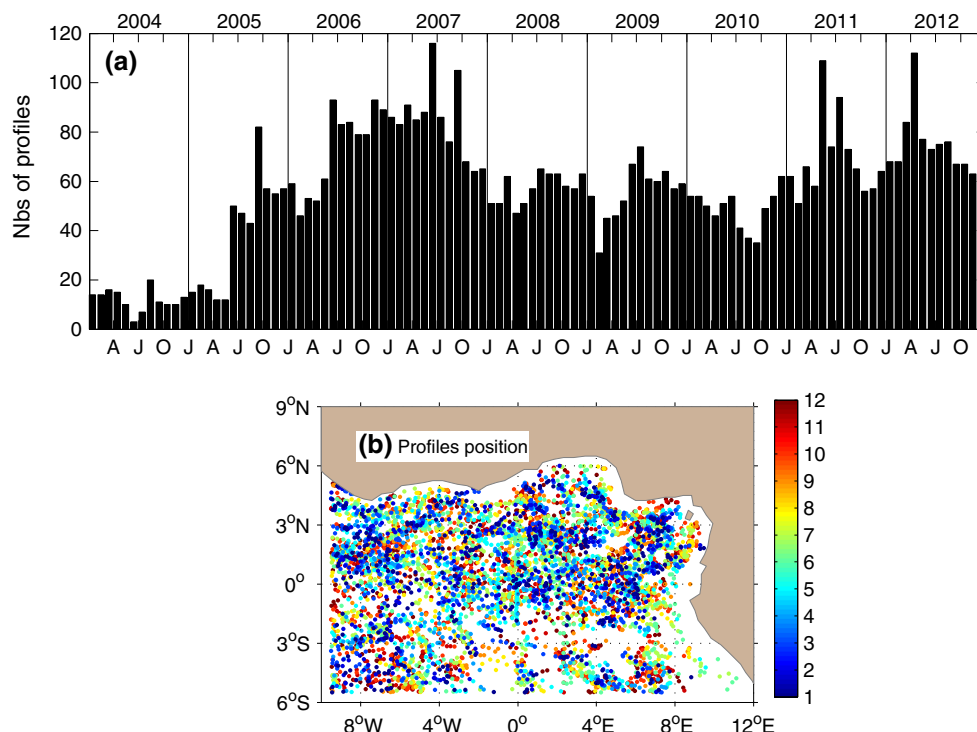 2004 2005 2006 2007 2008 2009 2010 2011 2012
120
(a)
100
80
60
40
20
0
Nbs of profiles
A J O J A J O J A J O J A J O J A J O J A J O J A J O J A J O J A J O
9°N
(b) Profiles position
6°N
3°N
0°
3°S
6°S
8°W 4°W 0° 4°E 8°E 12°E
12
11
10
9
8
7
6
5
4
3
2
1